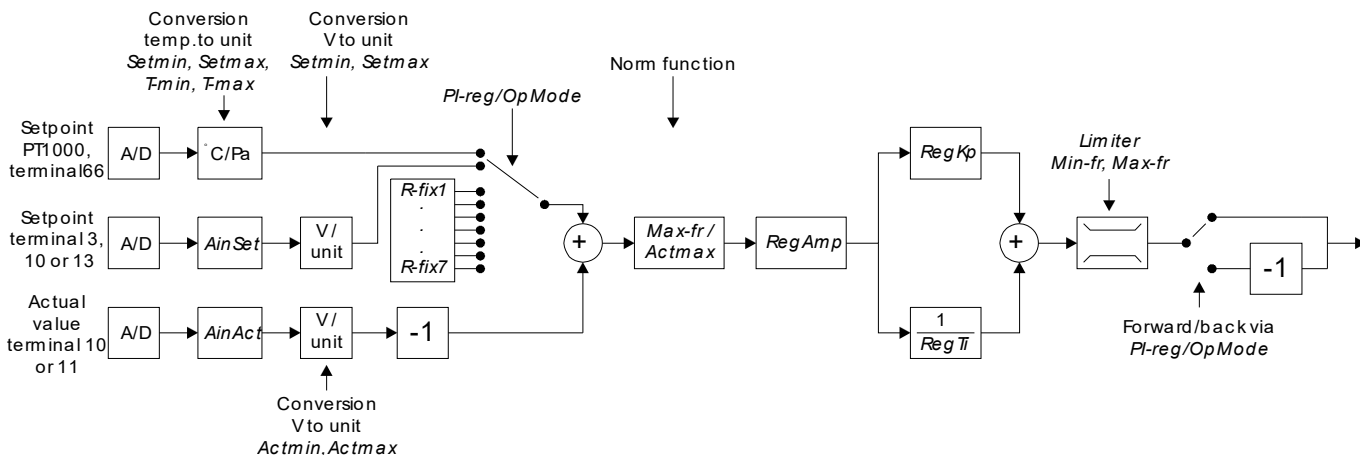 Conversion
temp. to unit
Setmin, Setmax,
T-min, T-max
Conversion
V to unit
Setmin, Setmax
PI-reg/OpMode
Norm function
Setpoint
PT1000,
terminal 66
A/D
°C/Pa
Setpoint
terminal 3,
10 or 13
A/D
AinSet
V/
unit
R-fix1
.
.
.
R-fix7
Actual
value
terminal 10
or 11
A/D
AinAct
V/
unit
-1
Conversion
V to unit
Actmin, Actmax
+
Max-fr /
Actmax
RegAmp
RegKp
1
RegTi
+
Limiter
Min-fr, Max-fr
-1
Forward/back via
PI-reg/OpMode